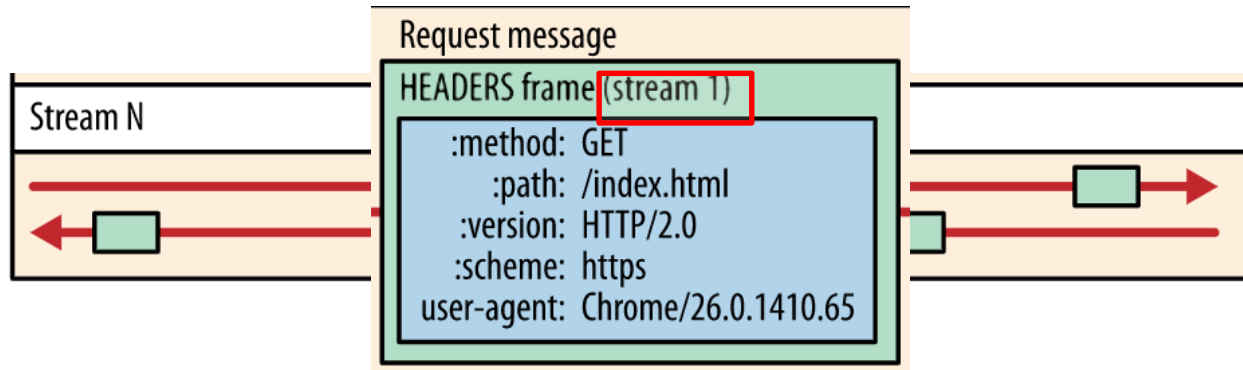 Request message
HEADERS frame (stream 1)
Stream N
:method: GET
:path: /index.html
:version: HTTP/2.0
:scheme: https
user-agent: Chrome/26.0.1410.65